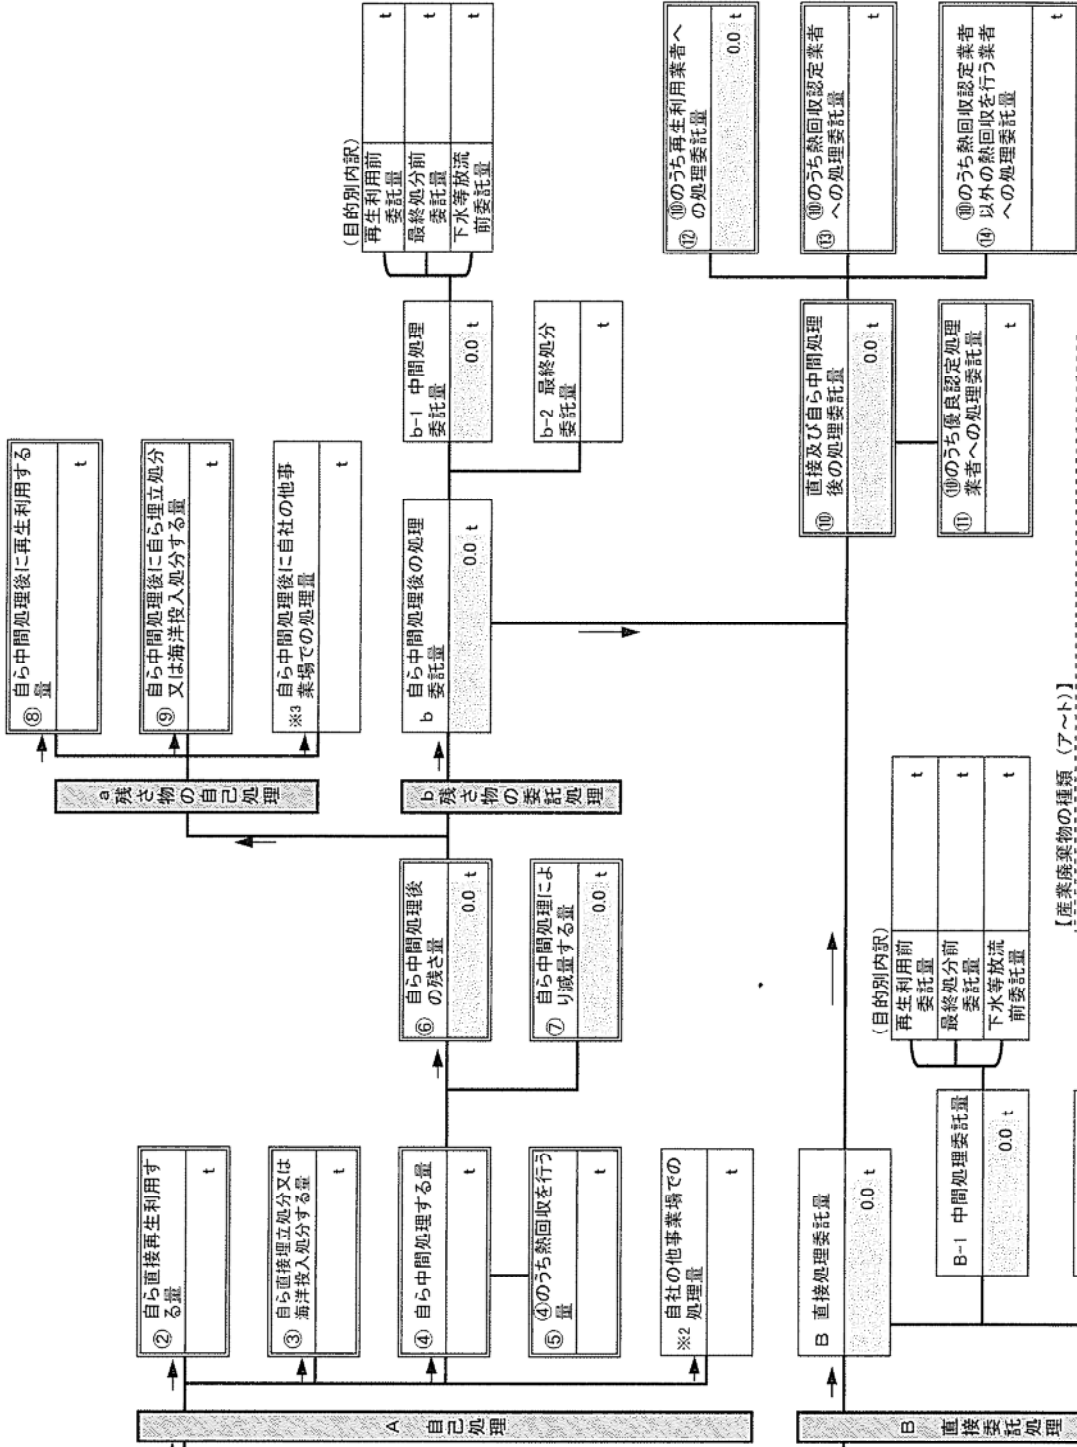 A 自己処理
② 自ら直接再生利用す
る量
t
③ 自ら直接埋立処分又は
海洋投入処分する量
t
④ 自ら中間処理する量
t
⑤ ④のうち熱回収を行う
量
t
※2 自社の他事業場での
処理量
t
⑥ 自ら中間処理後
の残さ量
0.0 t
⑦ 自ら中間処理によ
り減量する量
0.0 t
a 残さ物の自己処理
⑧ 自ら中間処理後に再生利用する
量
t
⑨ 自ら中間処理後に自ら埋立処分
又は海洋投入処分する量
t
※3 自ら中間処理後に自社の他事
業場での処理量
t
b 残さ物の委託処理
b 自ら中間処理後の処理
委託量
0.0 t
b-1 中間処理
委託量
0.0 t
b-2 最終処分
委託量
t
(目的別内訳)
再生利用前
委託量
t
最終処分前
委託量
t
下水等放流
前委託量
t
B 直接委託処理
B 直接処理委託量
0.0 t
B-1 中間処理委託量
0.0 t
(目的別内訳)
再生利用前
委託量
t
最終処分前
委託量
t
下水等放流
前委託量
t
⑩ 直接及び自ら中間処理
後の処理委託量
0.0 t
⑪ ⑩のうち優良認定処理
業者への処理委託量
t
⑫ ⑩のうち再生利用業者へ
の処理委託量
0.0 t
⑬ ⑩のうち熱回収認定業者
への処理委託量
t
⑭ ⑩のうち熱回収認定業者
以外の熱回収を行う業者
への処理委託量
t
【産業廃棄物の種類 (ア~ト)】